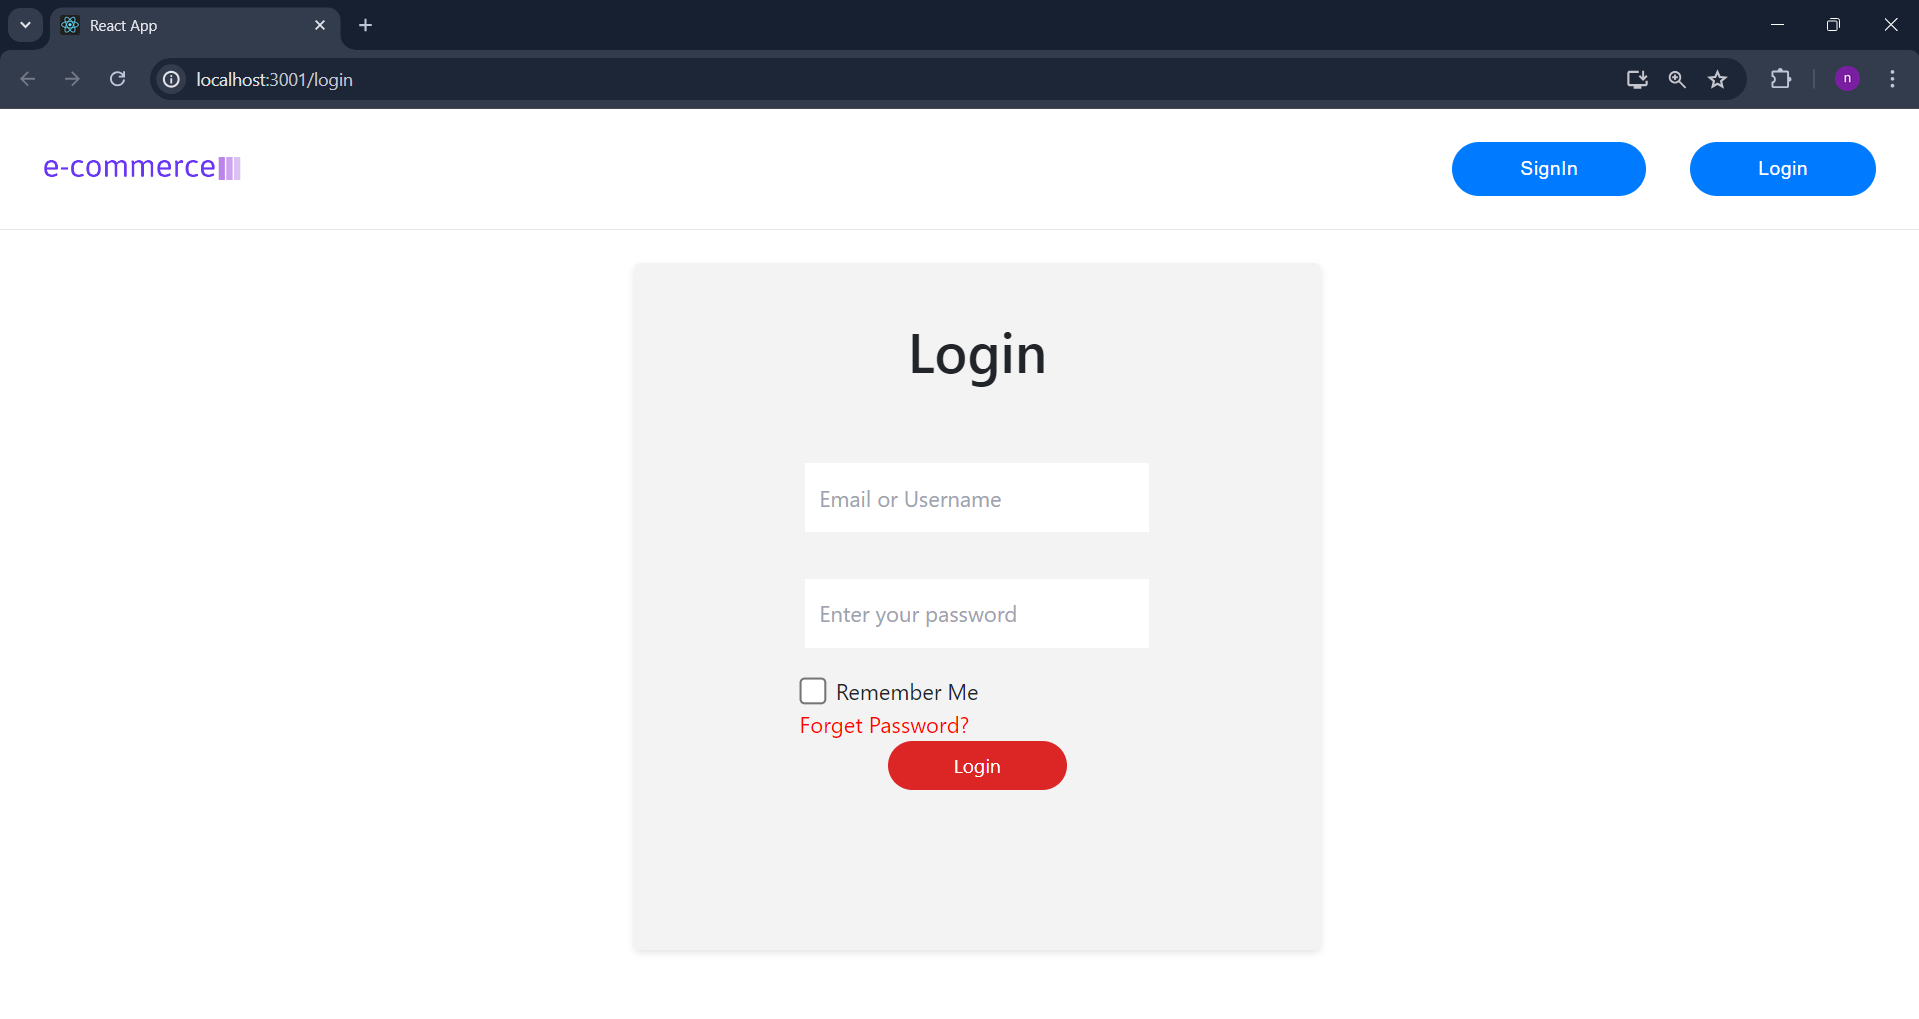 React App
localhost:3001/login
n
e-commerce
SignIn
Login
Login
Email or Username
Enter your password
Remember Me
Forget Password?
Login